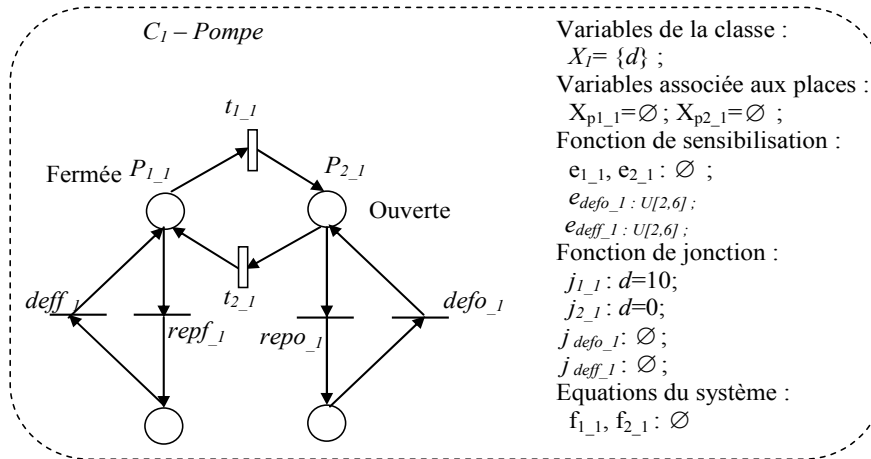 C1 – Pompe
t1_1
Fermée P1_1
P2_1
Ouverte
t2_1
deff_1
repf_1
repo_1
defo_1
Variables de la classe :
X1= {d} ;
Variables associée aux places :
Xp1_1=∅ ; Xp2_1=∅ ;
Fonction de sensibilisation :
e1_1, e2_1 : ∅ ;
edefo_1 : U[2,6] ;
edeff_1 : U[2,6] ;
Fonction de jonction :
j1_1 : d=10;
j2_1 : d=0;
j defo_1: ∅ ;
j deff_1: ∅ ;
Equations du système :
f1_1, f2_1 : ∅